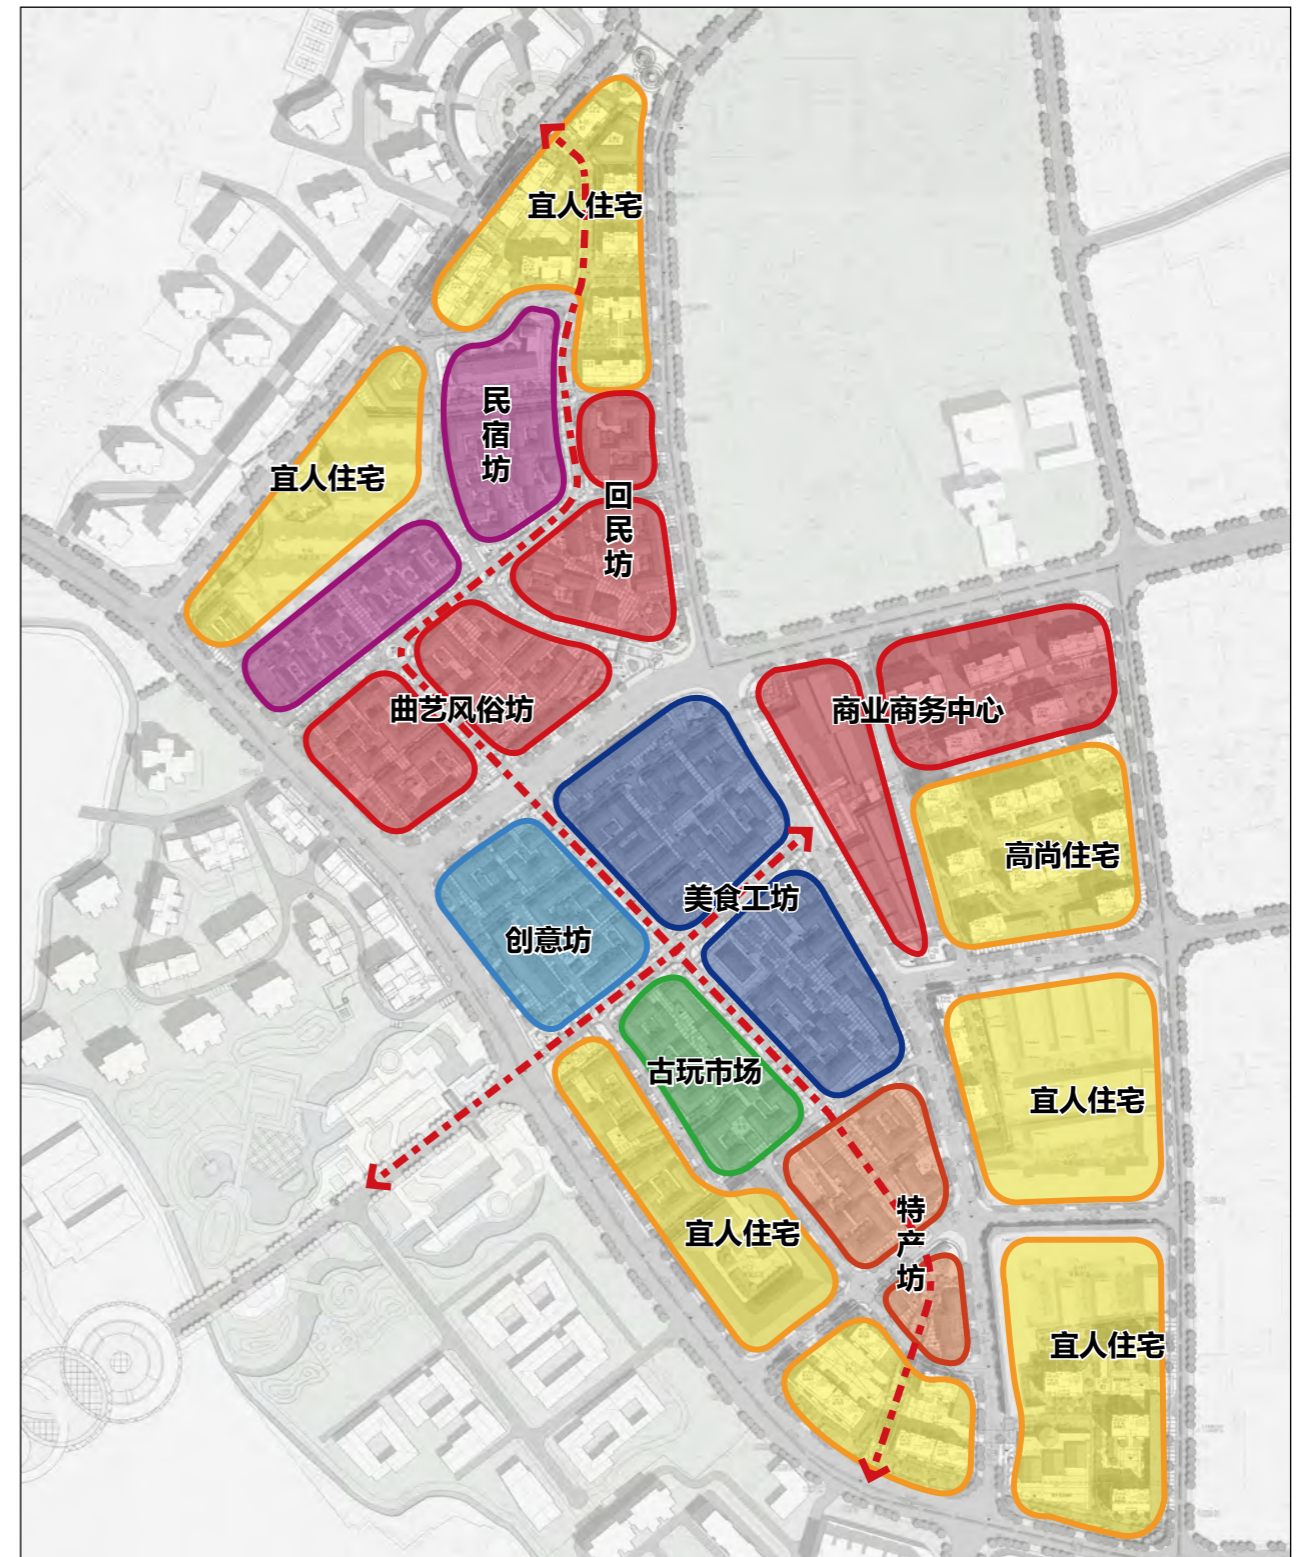 宜人住宅
民宿坊
宜人住宅
回民坊
曲艺风俗坊
商业商务中心
高尚住宅
美食工坊
创意坊
古玩市场
宜人住宅
宜人住宅
特产坊
宜人住宅